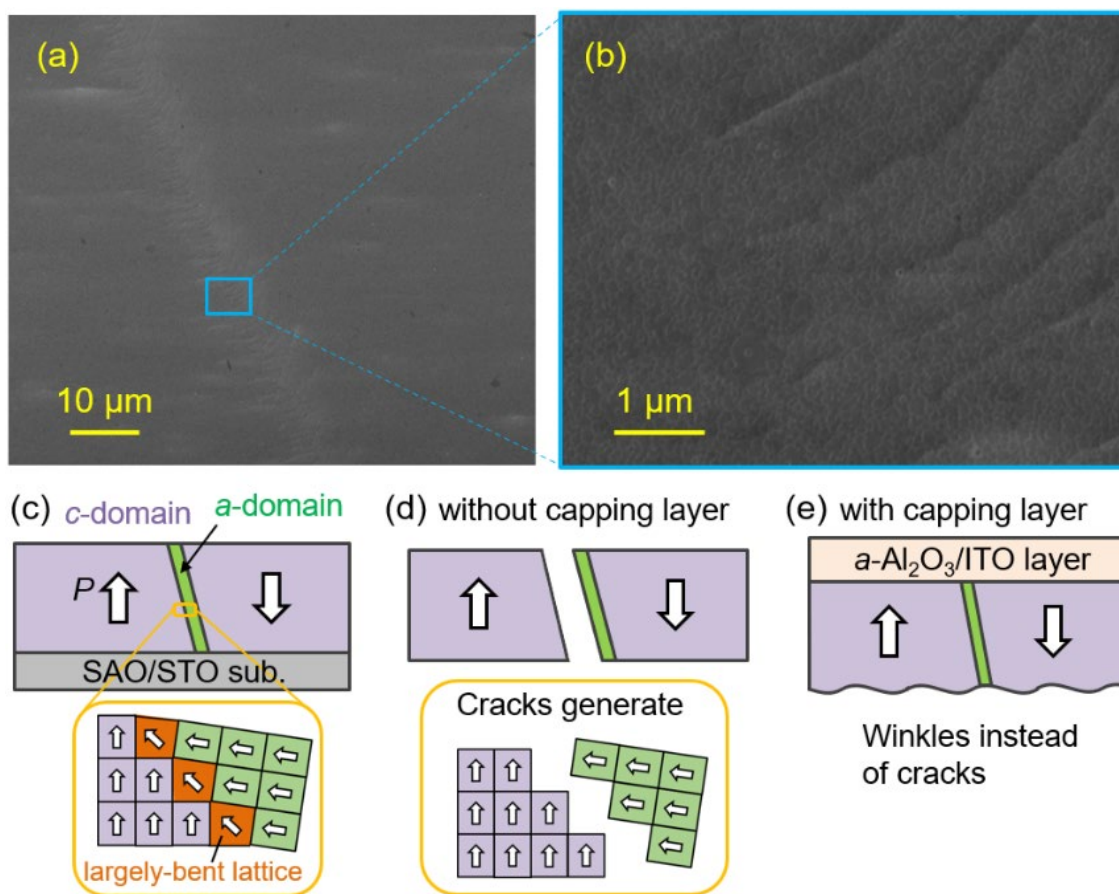 (a)
10 μm
(b)
1 μm
(c)
c-domain
a-domain
P
SAO/STO sub.
largely-bent lattice
(d) without capping layer
Cracks generate
(e) with capping layer
a-Al₂O₃/ITO layer
Winkles instead
of cracks